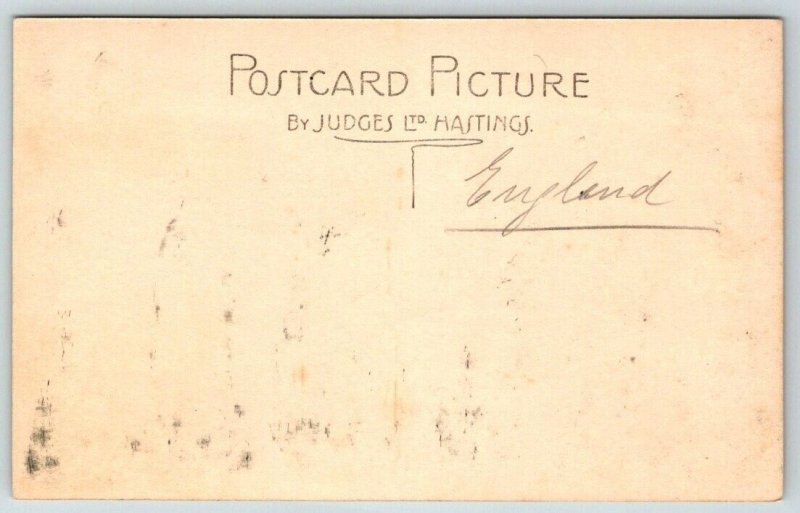 POSTCARD PICTURE
BY JUDGES LTD. HASTINGS.
England